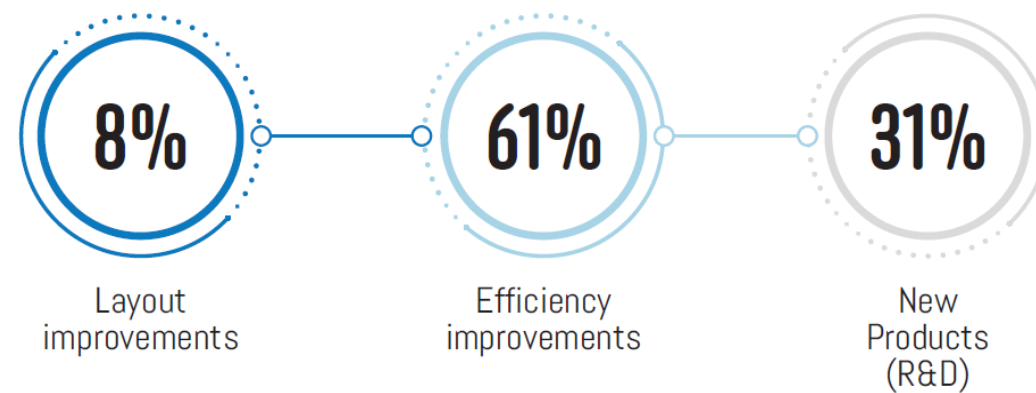 8%
61%
31%
Layout
improvements
Efficiency
improvements
New
Products
(R&D)